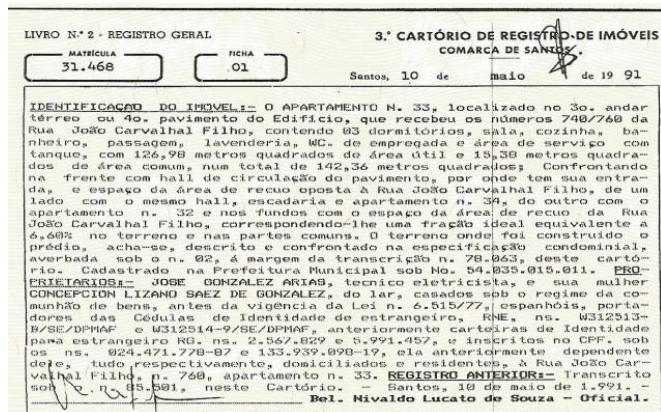 LIVRO N.º 2 - REGISTRO GERAL
3.º CARTÓRIO DE REGISTRO DE IMÓVEIS
COMARCA DE SANTOS
MATRÍCULA
31.468
FICHA
01
Santos, 10 de maio de 19 91
IDENTIFICAÇÃO DO IMÓVEL:- O APARTAMENTO N. 33, localizado no 3o. andar
térreo ou 4o. pavimento do Edifício, que recebeu os números 740/760 da
Rua João Carvalhal Filho, contendo 03 dormitórios, sala, cozinha, ba-
nheiro, passagem, lavenderia, WC. de empregada e área de serviço com
tanque, com 126,98 metros quadrados de área útil e 15,38 metros quadra-
dos de área comum, num total de 142,36 metros quadrados; Confrontando
na frente com hall de circulação do pavimento, por onde tem sua entra-
da, e espaço da área de recuo oposta à Rua João Carvalhal Filho, de um
lado com o mesmo hall, escadaria e apartamento n. 34, do outro com o
apartamento n. 32 e nos fundos com o espaço da área de recuo da Rua
João Carvalhal Filho, correspondendo-lhe uma fração ideal equivalente a
6,60% no terreno e nas partes comuns. O terreno onde foi construido o
prédio, acha-se, descrito e confrontado na especificação condominial,
averbada sob o n. 02, á margem da transcrição n. 78.063, deste cartó-
rio. Cadastrado na Prefeitura Municipal sob No. 54.035.015.011. PRO-
PRIETARIOS:- JOSE GONZALEZ ARIAS, tecnico eletricista, e sua mulher
CONCEPCION LIZANO SAEZ DE GONZALEZ, do lar, casados sob o regime da co-
munhão de bens, antes da vigência da Lei n. 6.515/77, espanhóis, porta-
dores das Cédulas de Identidade de estrangeiro, RNE, ns. W312513-
B/SE/DPMAF e W312514-9/SE/DPMAF, anteriormente carteiras de Identidade
para estrangeiro RG. ns. 2.567.829 e 5.991.457, e inscritos no CPF. sob
os ns. 024.471.778-87 e 133.939.098-19, ela anteriormente dependente
dele, tudo respectivamente, domiciliados e residentes, à Rua João Car-
valhal Filho, n. 760, apartamento n. 33. REGISTRO ANTERIOR:- Transcrito
sob o n. 85.501, neste Cartório. - Santos, 10 de maio de 1.991. -
Bel. Nivaldo Lucato de Souza - Oficial.